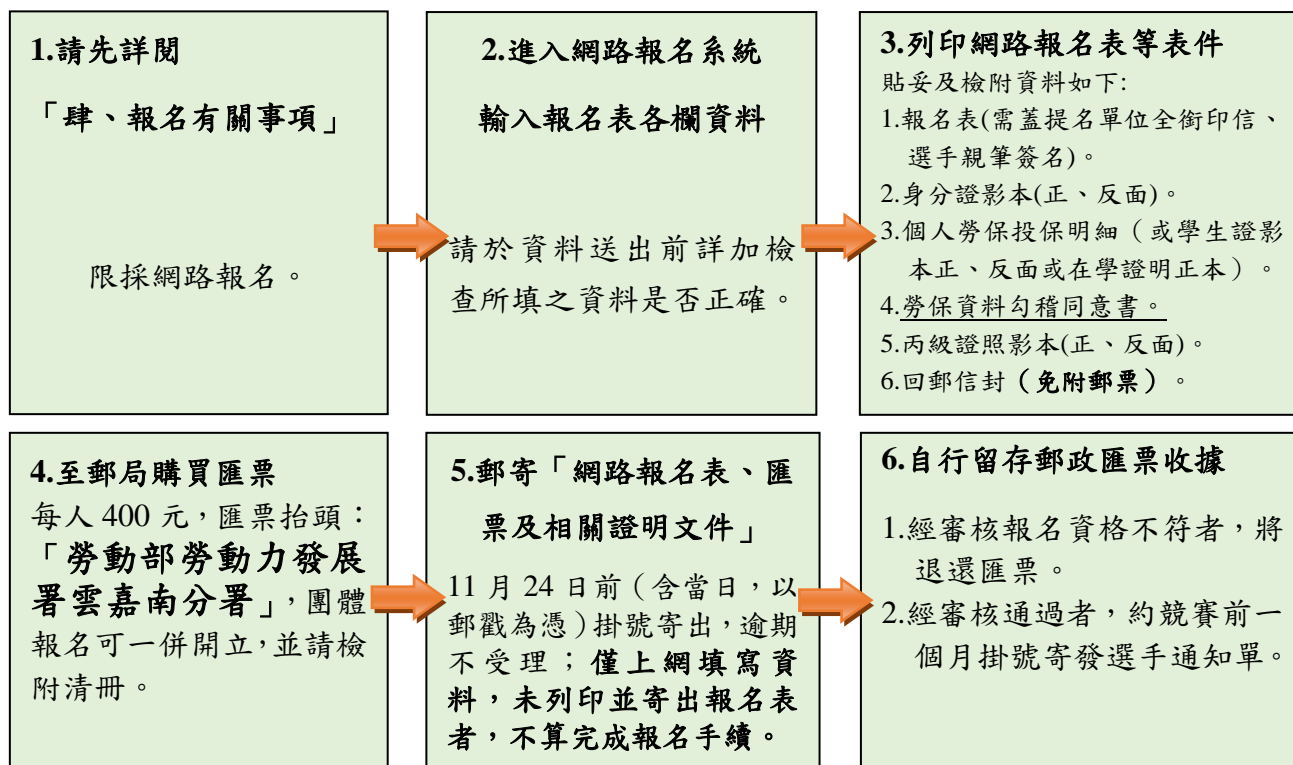 1.請先詳閱
「肆、報名有關事項」
限採網路報名。
2.進入網路報名系統
輸入報名表各欄資料
請於資料送出前詳加檢
查所填之資料是否正確。
3.列印網路報名表等表件
貼妥及檢附資料如下:
1.報名表(需蓋提名單位全銜印信、
選手親筆簽名)。
2.身分證影本(正、反面)。
3.個人勞保投保明細（或學生證影
本正、反面或在學證明正本）。
4.勞保資料勾稽同意書。
5.丙級證照影本(正、反面)。
6.回郵信封（免附郵票）。
4.至郵局購買匯票
每人 400 元，匯票抬頭：
「勞動部勞動力發展
署雲嘉南分署」，團體
報名可一併開立，並請檢
附清冊。
5.郵寄「網路報名表、匯
票及相關證明文件」
11 月 24 日前（含當日，以
郵戳為憑）掛號寄出，逾期
不受理；僅上網填寫資
料，未列印並寄出報名表
者，不算完成報名手續。
6.自行留存郵政匯票收據
1.經審核報名資格不符者，將
退還匯票。
2.經審核通過者，約競賽前一
個月掛號寄發選手通知單。